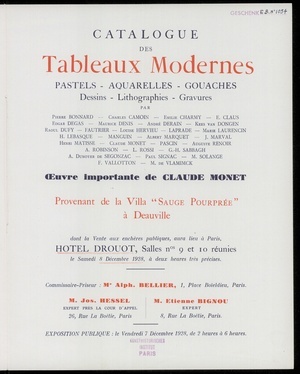 GESCHENK E.B. N° 1954
CATALOGUE
DES
Tableaux Modernes
PASTELS - AQUARELLES - GOUACHES
Dessins - Lithographies - Gravures
PAR
Pierre BONNARD — Charles CAMOIN — Emilie CHARMY — E. CLAUS
Edgar DEGAS — Maurice DENIS — André DERAIN — Kees van DONGEN
Raoul DUFY — FAUTRIER — Louise HERVIEU — LAPRADE — Marie LAURENCIN
H. LEBASQUE — MANGUIN — Albert MARQUET — J. MARVAL
Henri MATISSE — Claude MONET — PASCIN — Auguste RENOIR
A. ROBINSON — L. ROSSI — G.-H. SABBAGH
A. Dunoyer de SEGONZAC — Paul SIGNAC — M. SOLANGE
F. VALLOTTON — M. de VLAMINCK
Œuvre importante de CLAUDE MONET
Provenant de la Villa "SAUGE POURPRÉE"
à Deauville
dont la Vente aux enchères publiques, aura lieu à Paris,
HOTEL DROUOT, Salles nos 9 et 10 réunies
le Samedi 8 Décembre 1928, à deux heures très précises.
Commissaire-Priseur : Me Alph. BELLIER, 1, Place Boieldieu, Paris.
M. Jos. HESSEL
EXPERT PRÈS LA COUR D'APPEL
26, Rue La Boëtie, Paris
M. Etienne BIGNOU
EXPERT
8, Rue La Boëtie, Paris.
EXPOSITION PUBLIQUE : le Vendredi 7 Décembre 1928, de 2 heures à 6 heures.
INSTITUT
PARIS